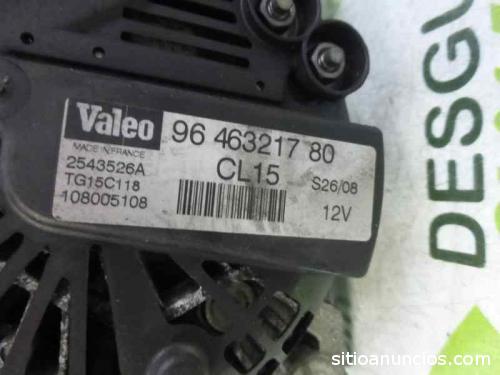 Valeo
96 463217 80
MADE IN FRANCE
2543526A
CL15
S26/08
TG15C118
108005108
12V
DESGU
sitioanuncios.com